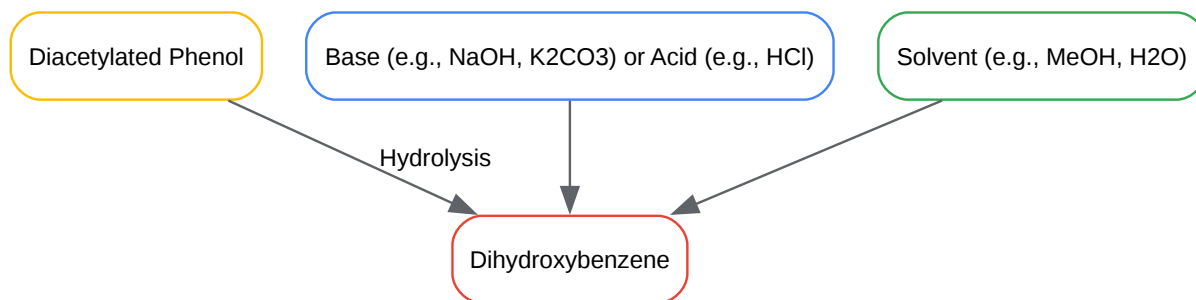 Diacetylated Phenol
Base (e.g., NaOH, K2CO3) or Acid (e.g., HCl)
Solvent (e.g., MeOH, H2O)
Hydrolysis
Dihydroxybenzene